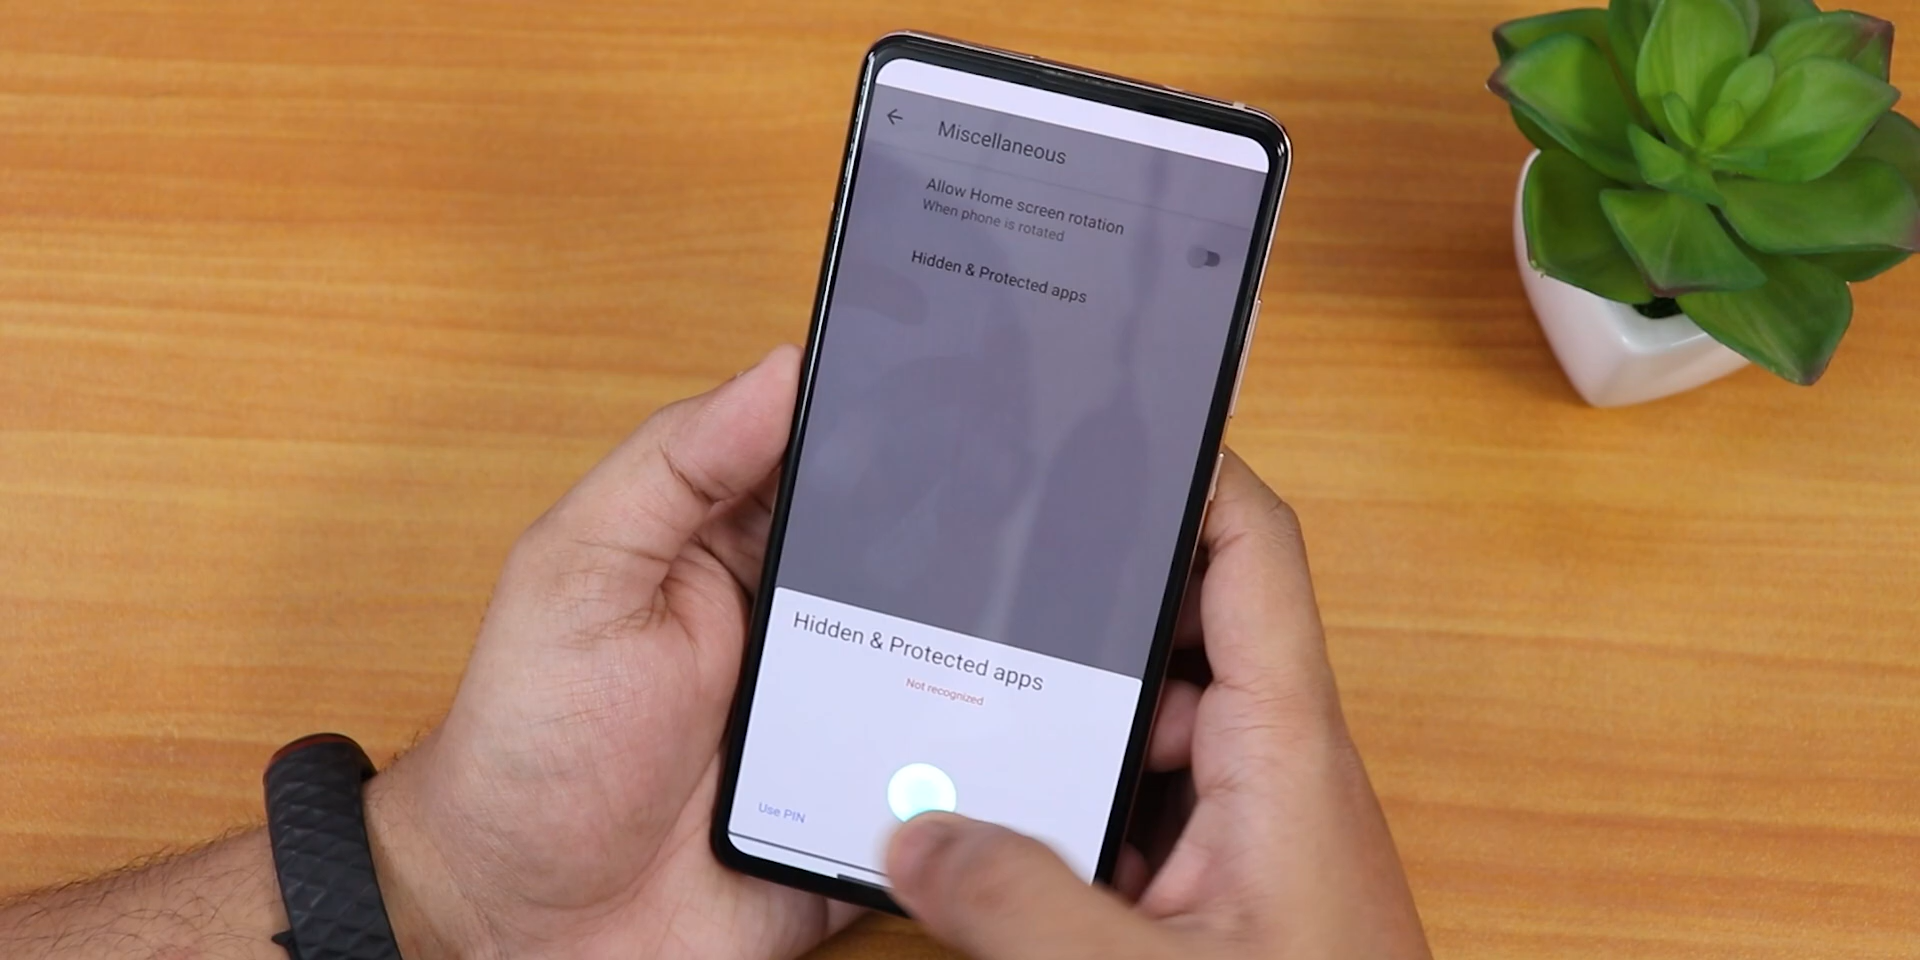 Miscellaneous
Allow Home screen rotation
When phone is rotated
Hidden & Protected apps
Hidden & Protected apps
Not recognized
Use PIN